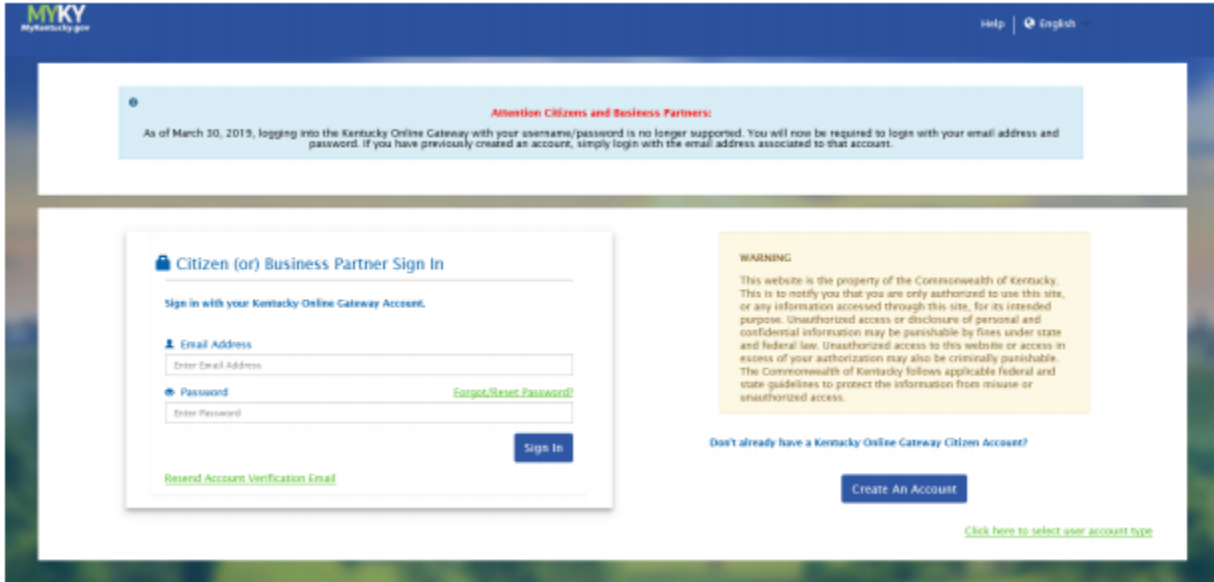 MYKY
MyKentucky.gov
Help
English
Attention Citizens and Business Partners:
As of March 30, 2019, logging into the Kentucky Online Gateway with your username/password is no longer supported. You will now be required to login with your email address and
password. If you have previously created an account, simply login with the email address associated to that account.
Citizen (or) Business Partner Sign In
Sign in with your Kentucky Online Gateway Account.
Email Address
Enter Email Address
Password
Forgot/Reset Password?
Enter Password
Sign In
Resend Account Verification Email
WARNING
This website is the property of the Commonwealth of Kentucky.
This is to notify you that you are only authorized to use this site,
or any information accessed through this site, for its intended
purpose. Unauthorized access or disclosure of personal and
confidential information may be punishable by fines under state
and federal law. Unauthorized access to this website or access in
excess of your authorization may also be criminally punishable.
The Commonwealth of Kentucky follows applicable federal and
state guidelines to protect the information from misuse or
unauthorized access.
Don't already have a Kentucky Online Gateway Citizen Account?
Create An Account
Click here to select user account type